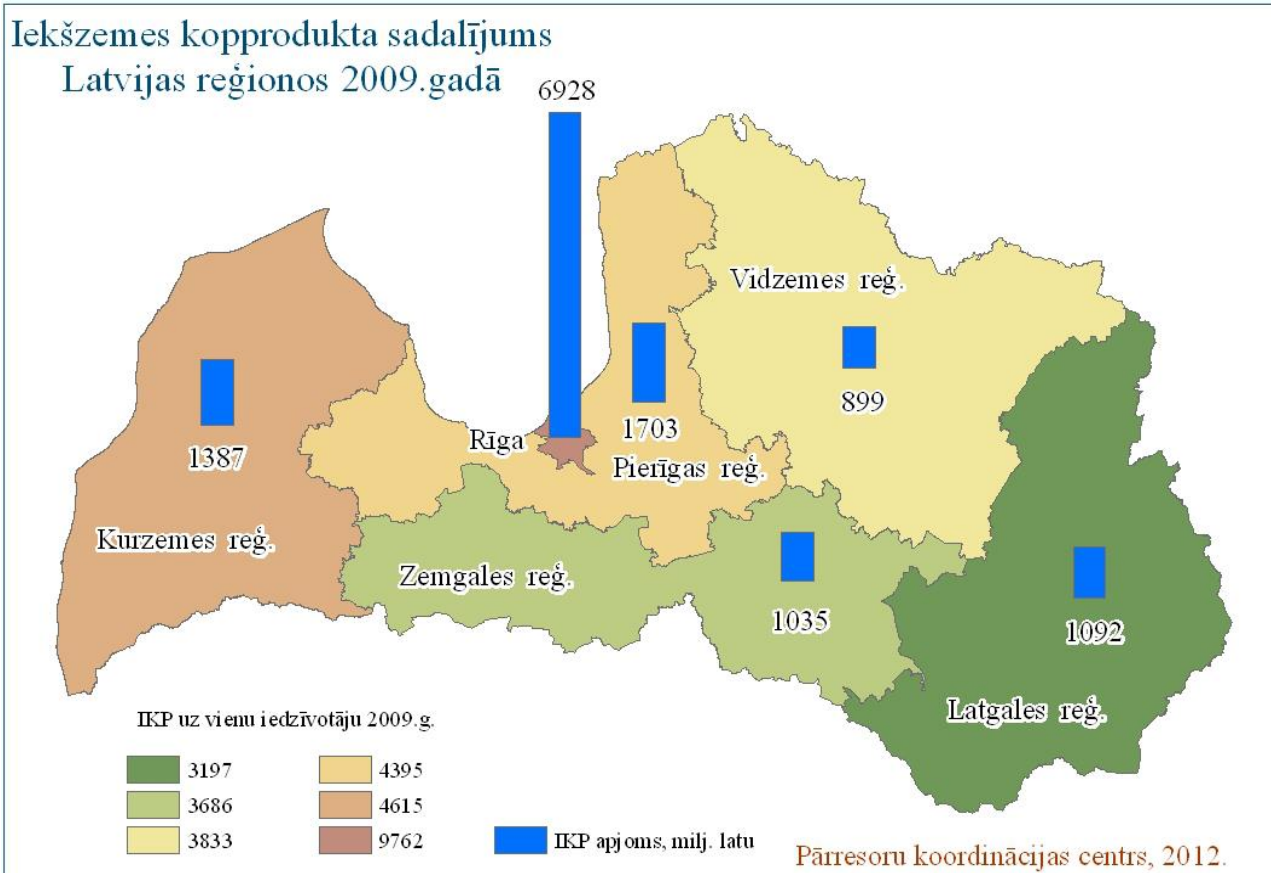 Iekšzemes kopprodukta sadalījums
Latvijas reģionos 2009.gadā
6928
Vidzemes reģ.
899
1703
Rīga
Pierīgas reģ.
1387
Kurzemes reģ.
Zemgales reģ.
1035
1092
Latgales reģ.
IKP uz vienu iedzīvotāju 2009.g.
3197
3686
3833
4395
4615
9762
IKP apjoms, milj. latu
Pārresoru koordinācijas centrs, 2012.